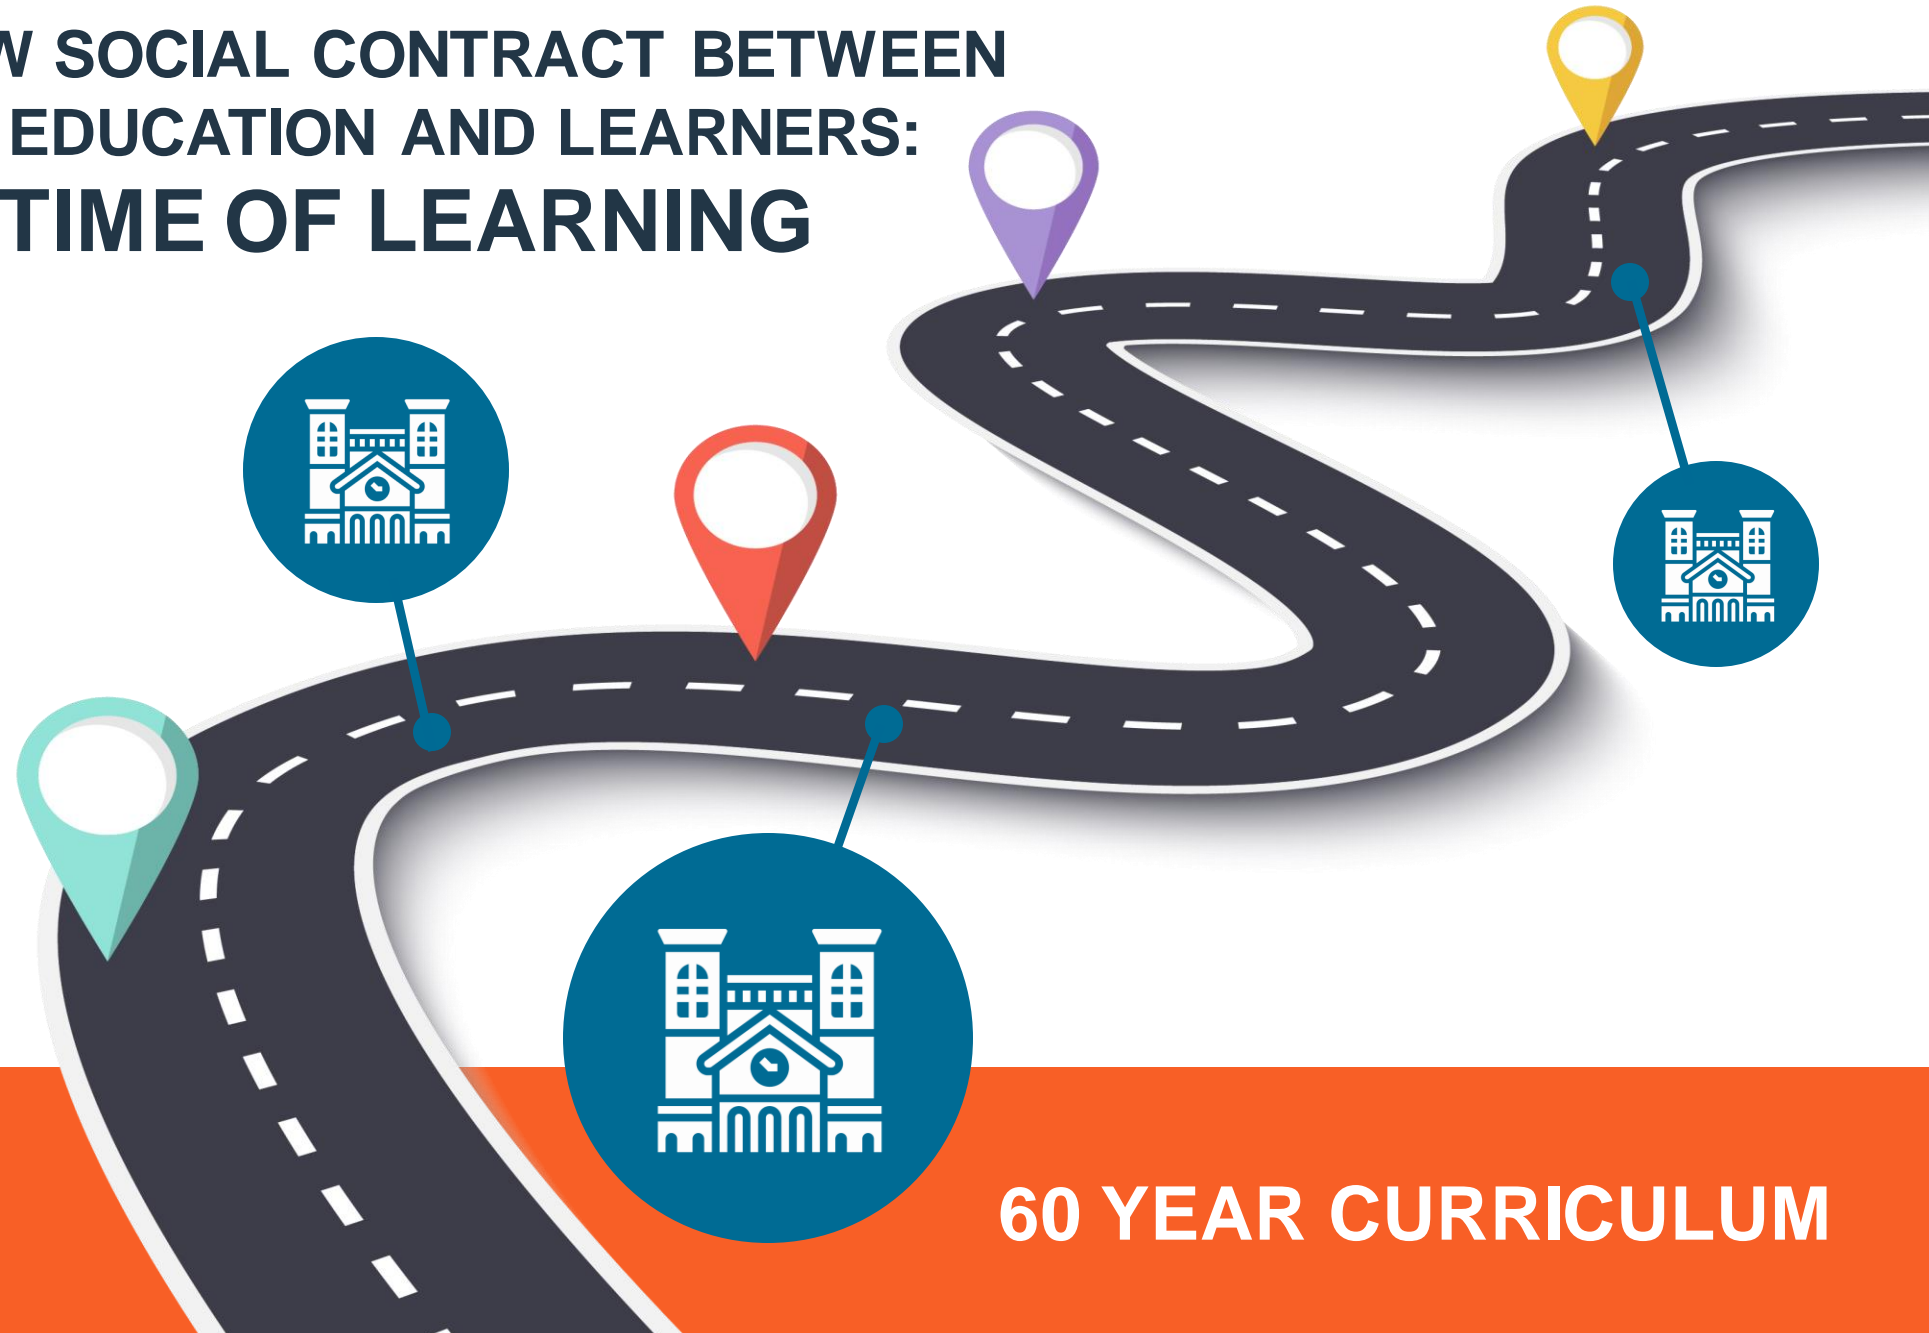 W SOCIAL CONTRACT BETWEEN
EDUCATION AND LEARNERS:
TIME OF LEARNING
60 YEAR CURRICULUM